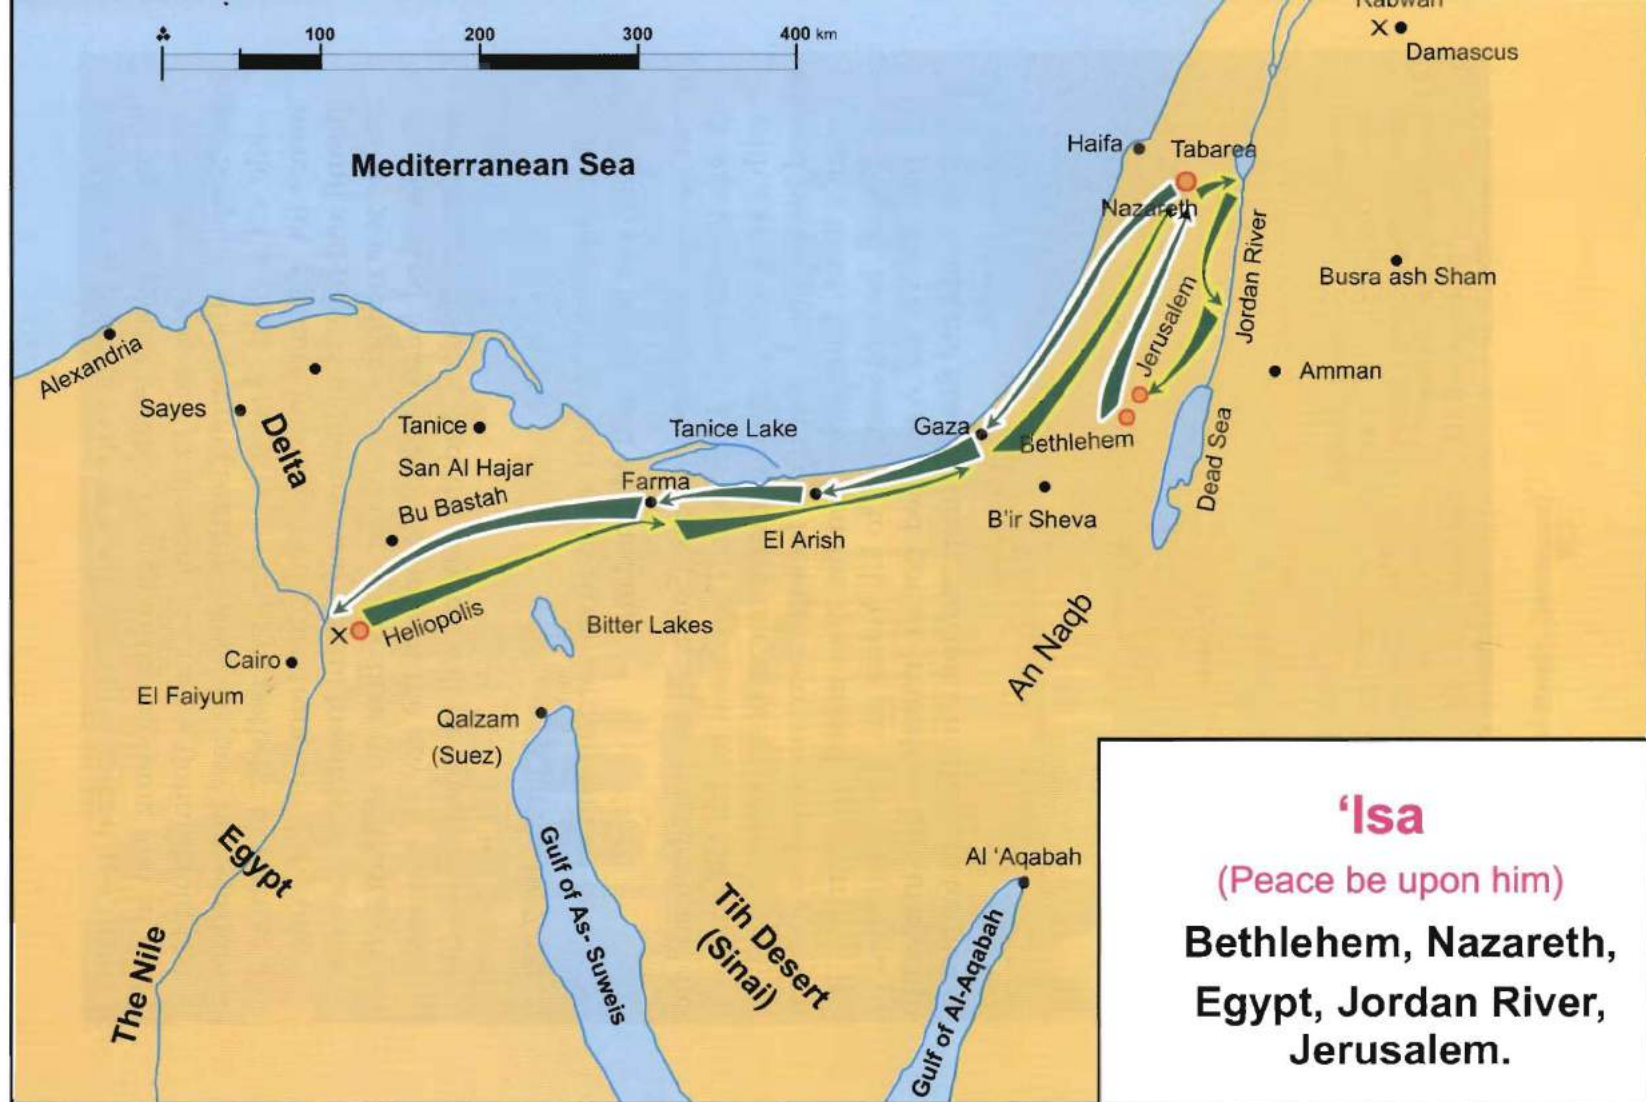 Rabwah
Damascus
100 200 300 400 km
Mediterranean Sea
Haifa
Tabarea
Nazareth
Jordan River
Busra ash Sham
Jerusalem
Amman
Alexandria
Sayes
Delta
Tanice
Tanice Lake
Gaza
Bethlehem
Dead Sea
San Al Hajar
Farma
Bu Bastah
B'ir Sheva
El Arish
Heliopolis
Bitter Lakes
An Naqb
Cairo
El Faiyum
Qalzam
(Suez)
Egypt
The Nile
Gulf of As- Suweis
Tih Desert
(Sinai)
Al ‘Aqabah
Gulf of Al-Aqabah
‘Isa
(Peace be upon him)
Bethlehem, Nazareth,
Egypt, Jordan River,
Jerusalem.